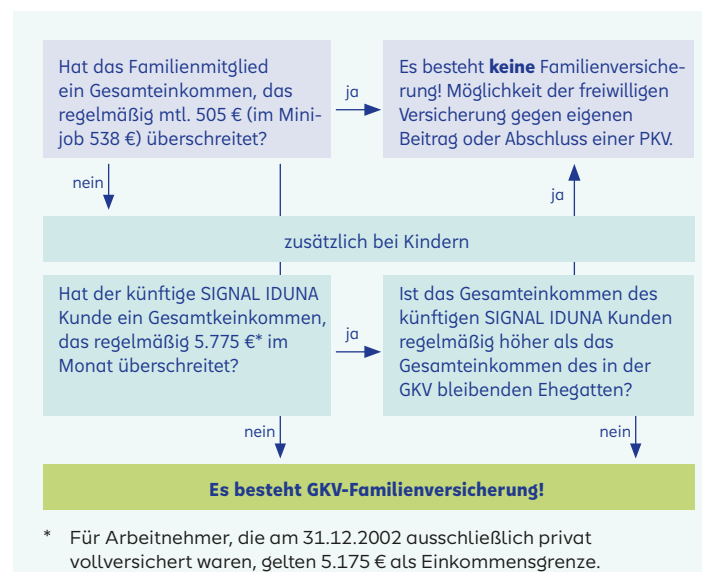 Hat das Familienmitglied
ein Gesamteinkommen, das
regelmäßig mtl. 505 € (im Mini-
job 538 €) überschreitet?
ja
Es besteht keine Familienversiche-
rung! Möglichkeit der freiwilligen
Versicherung gegen eigenen
Beitrag oder Abschluss einer PKV.
nein
ja
zusätzlich bei Kindern
Hat der künftige SIGNAL IDUNA
Kunde ein Gesamtkeinkommen,
das regelmäßig 5.775 €* im
Monat überschreitet?
ja
Ist das Gesamteinkommen des
künftigen SIGNAL IDUNA Kunden
regelmäßig höher als das
Gesamteinkommen des in der
GKV bleibenden Ehegatten?
nein
nein
Es besteht GKV-Familienversicherung!
* Für Arbeitnehmer, die am 31.12.2002 ausschließlich privat
vollversichert waren, gelten 5.175 € als Einkommensgrenze.